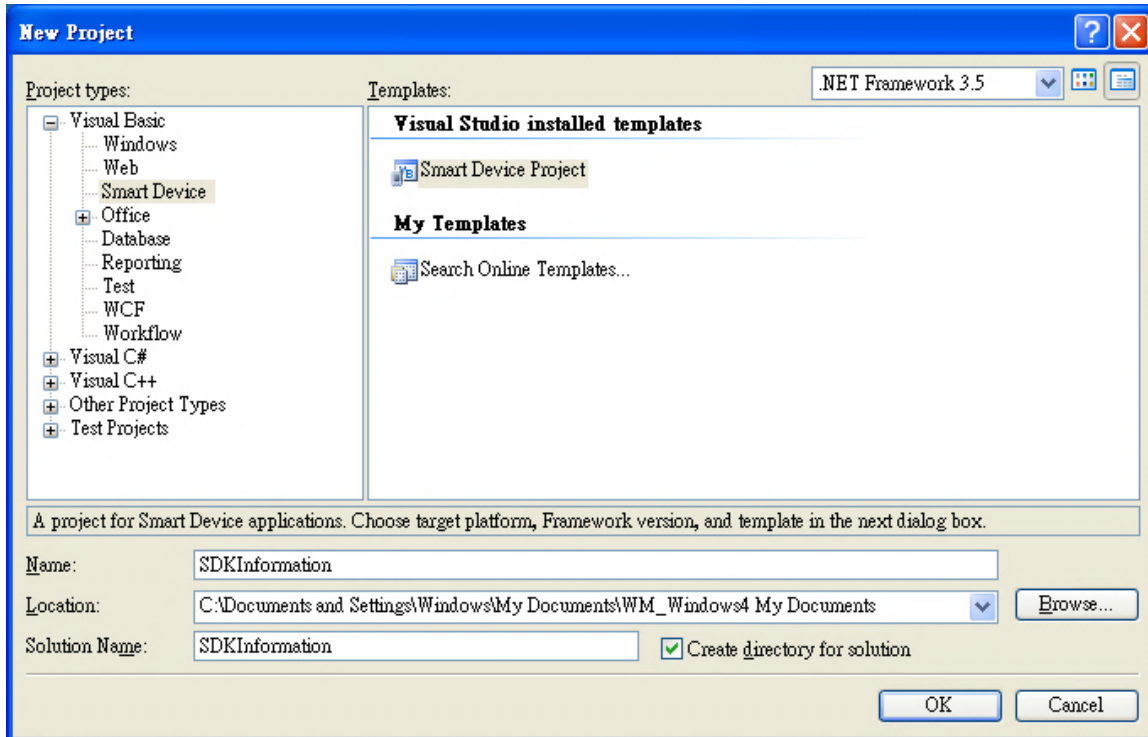 New Project
Project types:
Templates:
.NET Framework 3.5
Visual Basic
Windows
Web
Smart Device
Office
Database
Reporting
Test
WCF
Workflow
Visual C#
Visual C++
Other Project Types
Test Projects
Visual Studio installed templates
Smart Device Project
My Templates
Search Online Templates...
A project for Smart Device applications. Choose target platform, Framework version, and template in the next dialog box.
Name:
SDKInformation
Location:
C:\Documents and Settings\Windows\My Documents\WM_Windows4 My Documents
Browse...
Solution Name:
SDKInformation
Create directory for solution
OK
Cancel